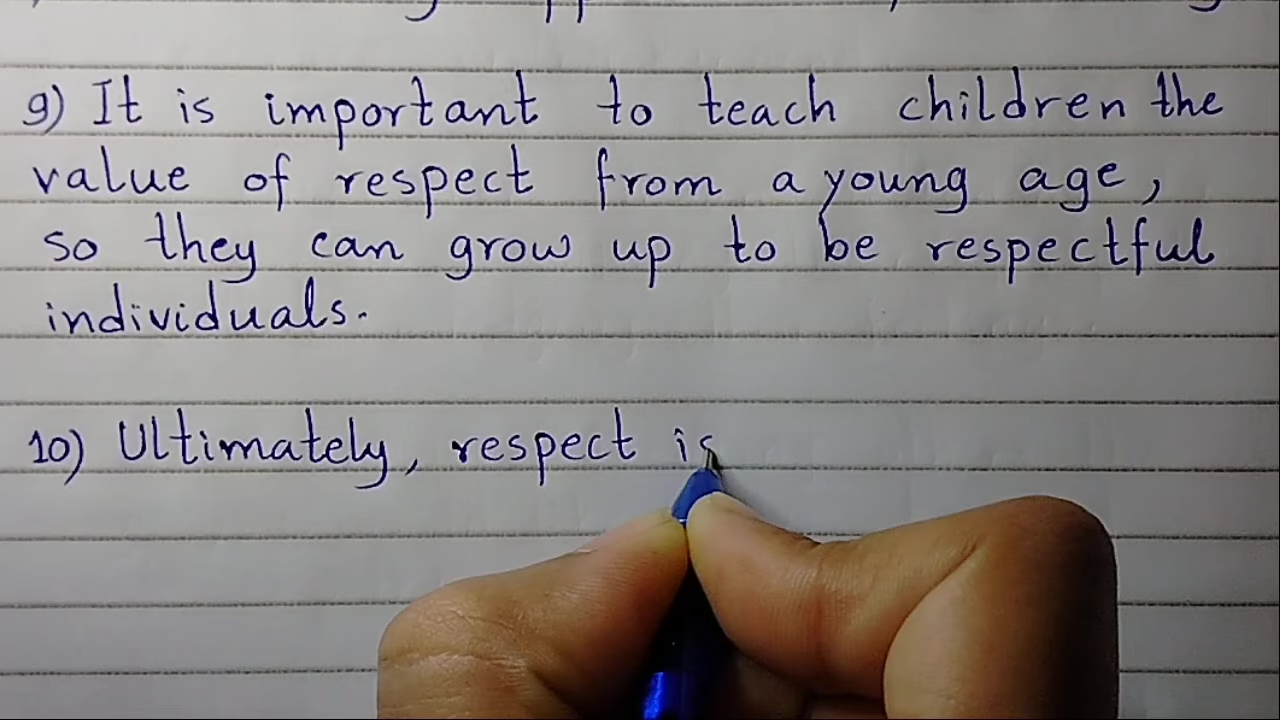 9) It is important to teach children the
value of respect from a young age,
so they can grow up to be respectful
individuals.
10) Ultimately, respect is